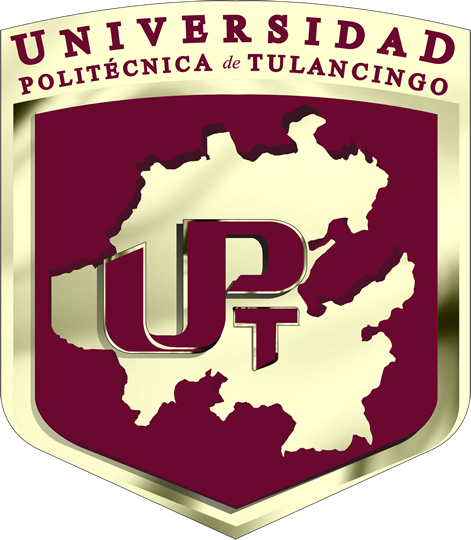 UNIVERSIDAD
POLITÉCNICA de TULANCINGO
UPT